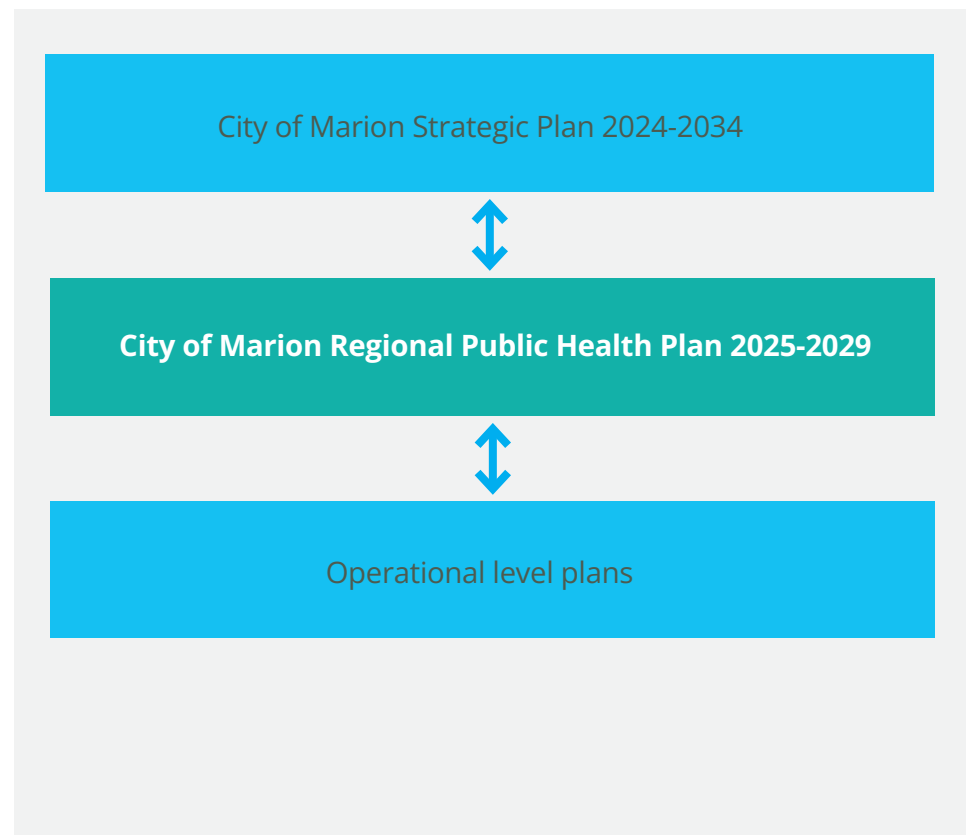 City of Marion Strategic Plan 2024-2034
City of Marion Regional Public Health Plan 2025-2029
Operational level plans